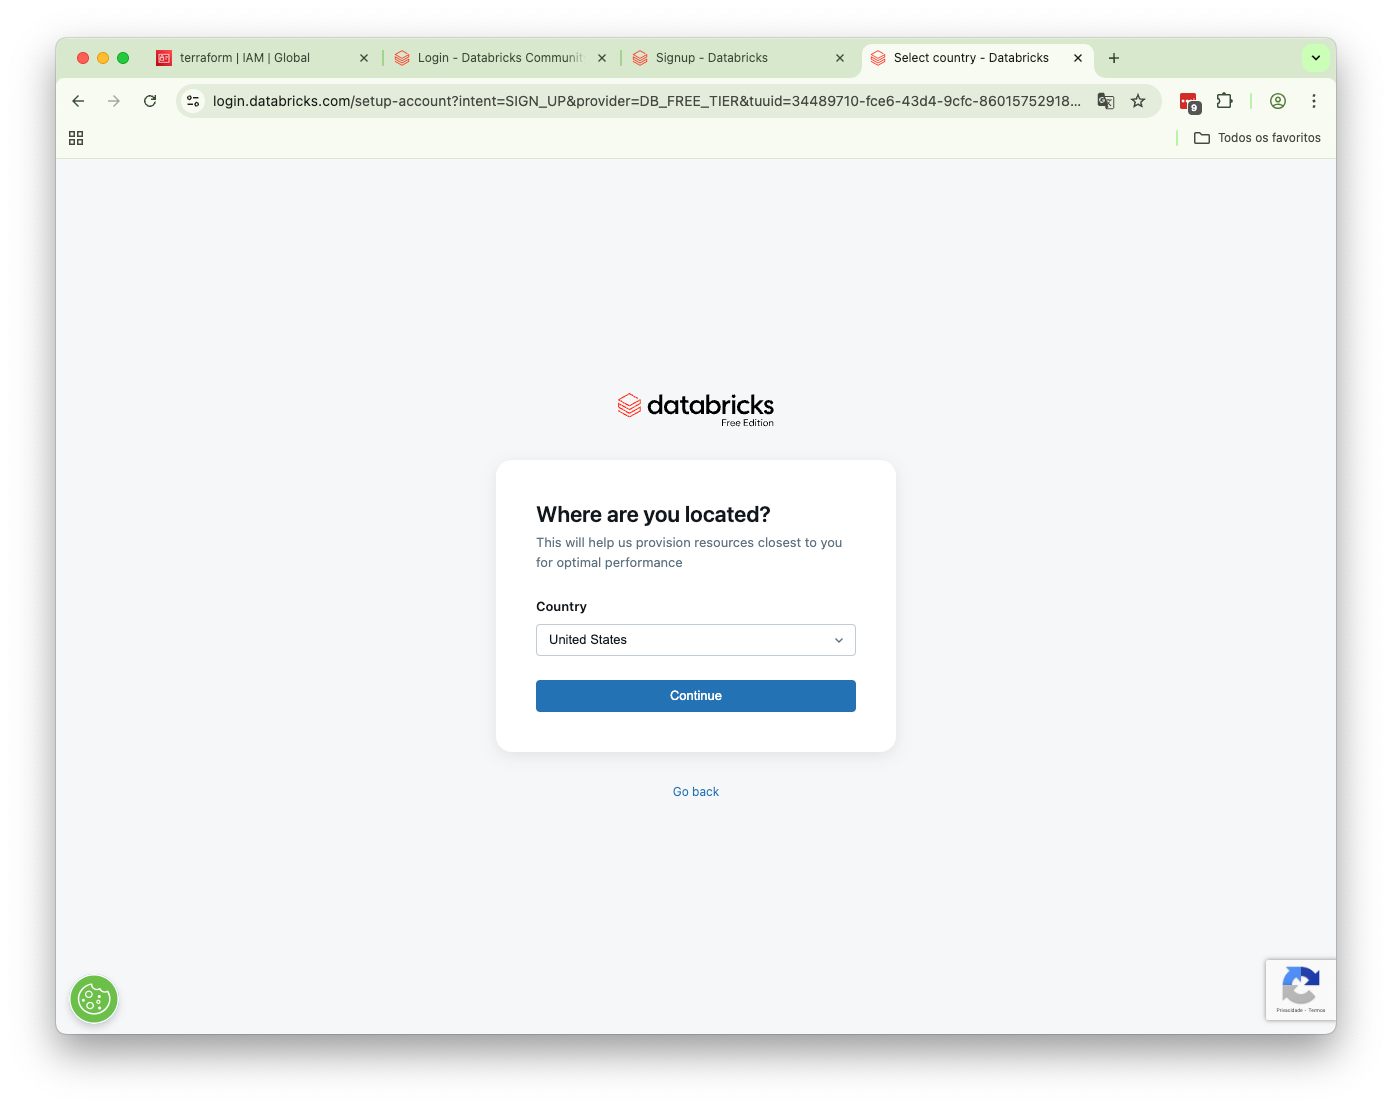 terraform | IAM | Global
Login - Databricks Communit
Signup - Databricks
Select country - Databricks
login.databricks.com/setup-account?intent=SIGN_UP&provider=DB_FREE_TIER&tuuid=34489710-fce6-43d4-9cfc-86015752918...
9
Todos os favoritos
databricks
Free Edition
Where are you located?
This will help us provision resources closest to you
for optimal performance
Country
United States
Continue
Go back
Privacidade - Termos